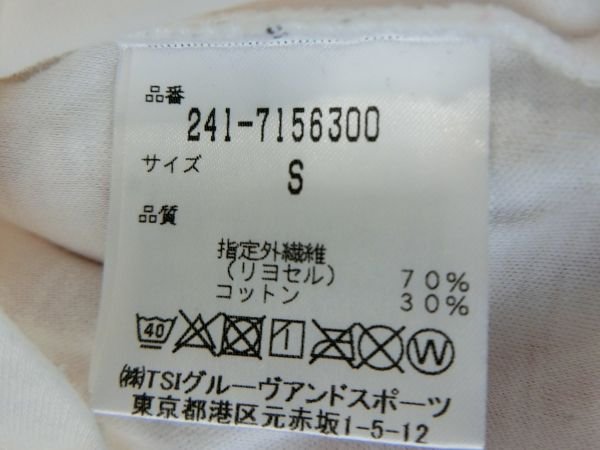 品番
241-7156300
サイズ
S
品質
指定外繊維
(リヨセル) 70%
コットン 30%
40 W
㈱TSIグルーヴアンドスポーツ
東京都港区元赤坂1-5-12